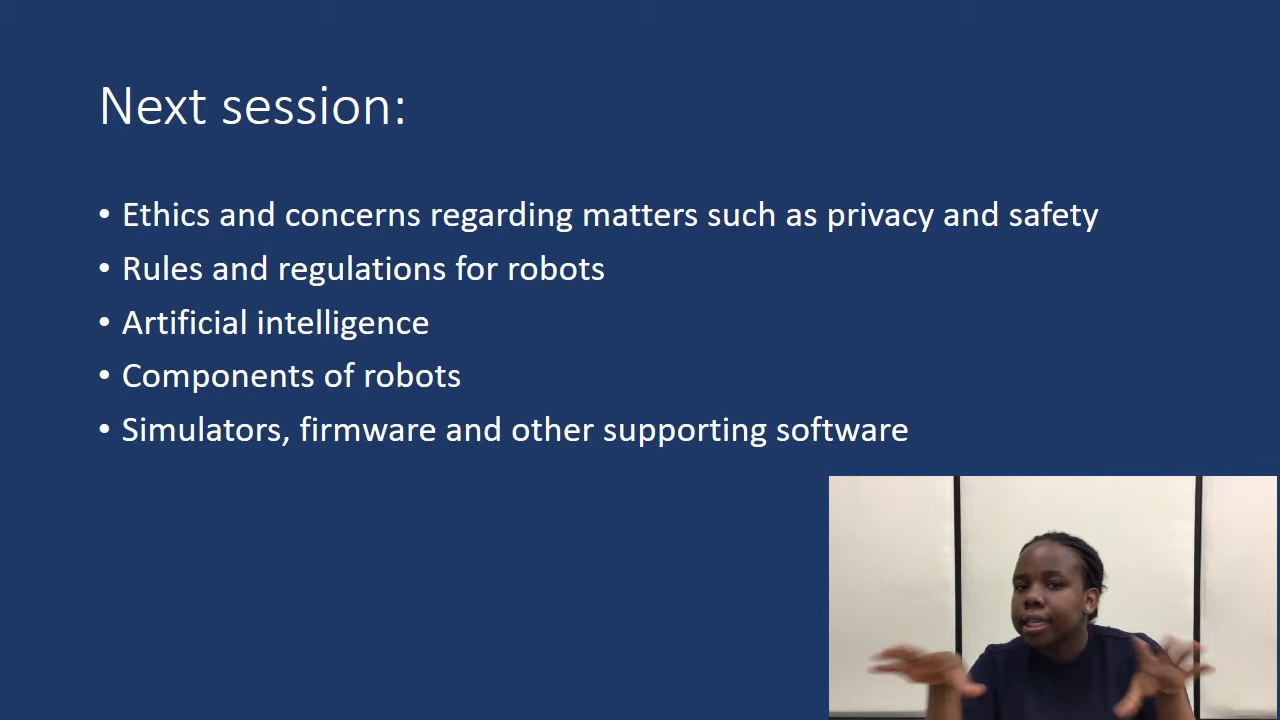 Next session:
• Ethics and concerns regarding matters such as privacy and safety
• Rules and regulations for robots
• Artificial intelligence
• Components of robots
• Simulators, firmware and other supporting software